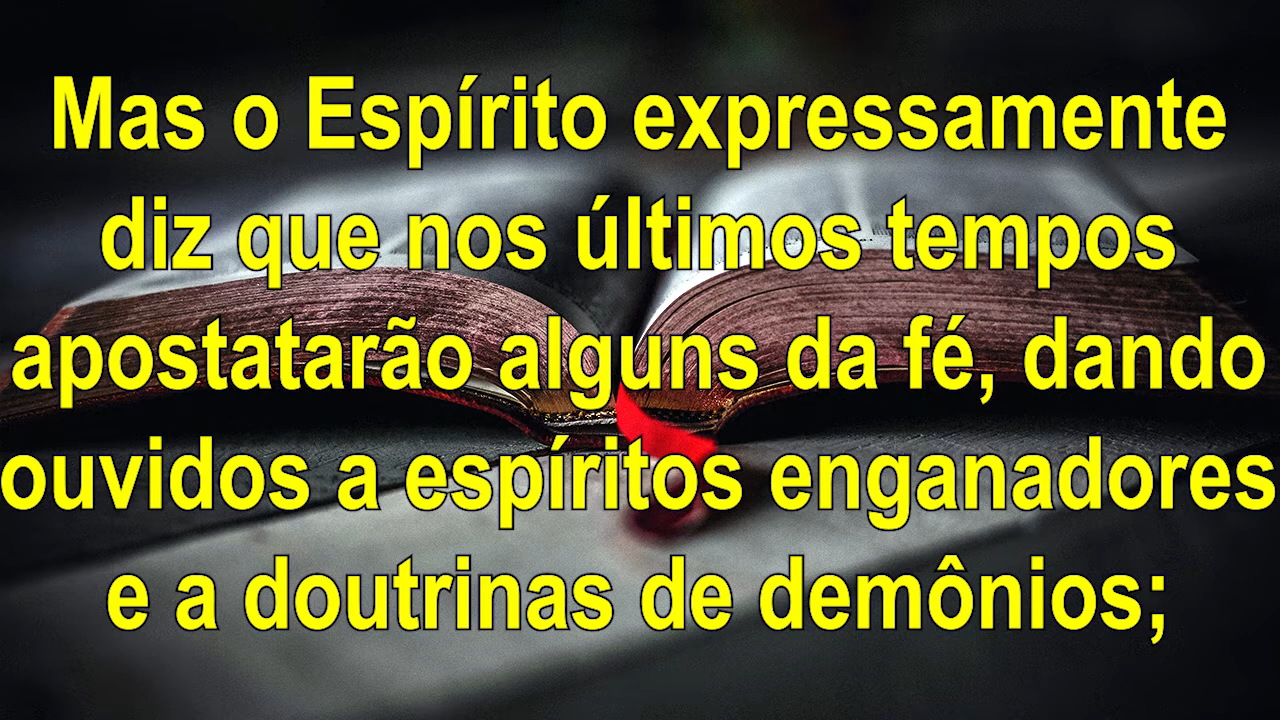 Mas o Espírito expressamente
diz que nos últimos tempos
apostatarão alguns da fé, dando
ouvidos a espíritos enganadores
e a doutrinas de demônios;